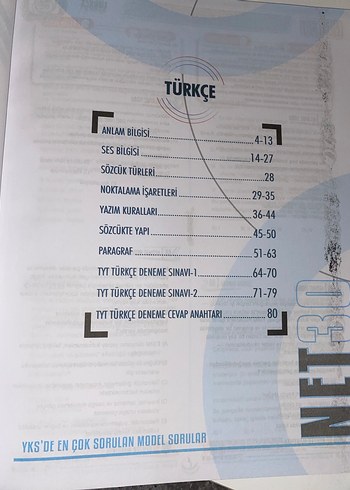 TÜRKÇE
ANLAM BİLGİSİ 4-13
SES BİLGİSİ 14-27
SÖZCÜK TÜRLERİ 28
NOKTALAMA İŞARETLERİ 29-35
YAZIM KURALLARI 36-44
SÖZCÜKTE YAPI 45-50
PARAGRAF 51-63
TYT TÜRKÇE DENEME SINAVI-1 64-70
TYT TÜRKÇE DENEME SINAVI-2 71-79
TYT TÜRKÇE DENEME CEVAP ANAHTARI 80
NET 30
YKS'DE EN ÇOK SORULAN MODEL SORULAR